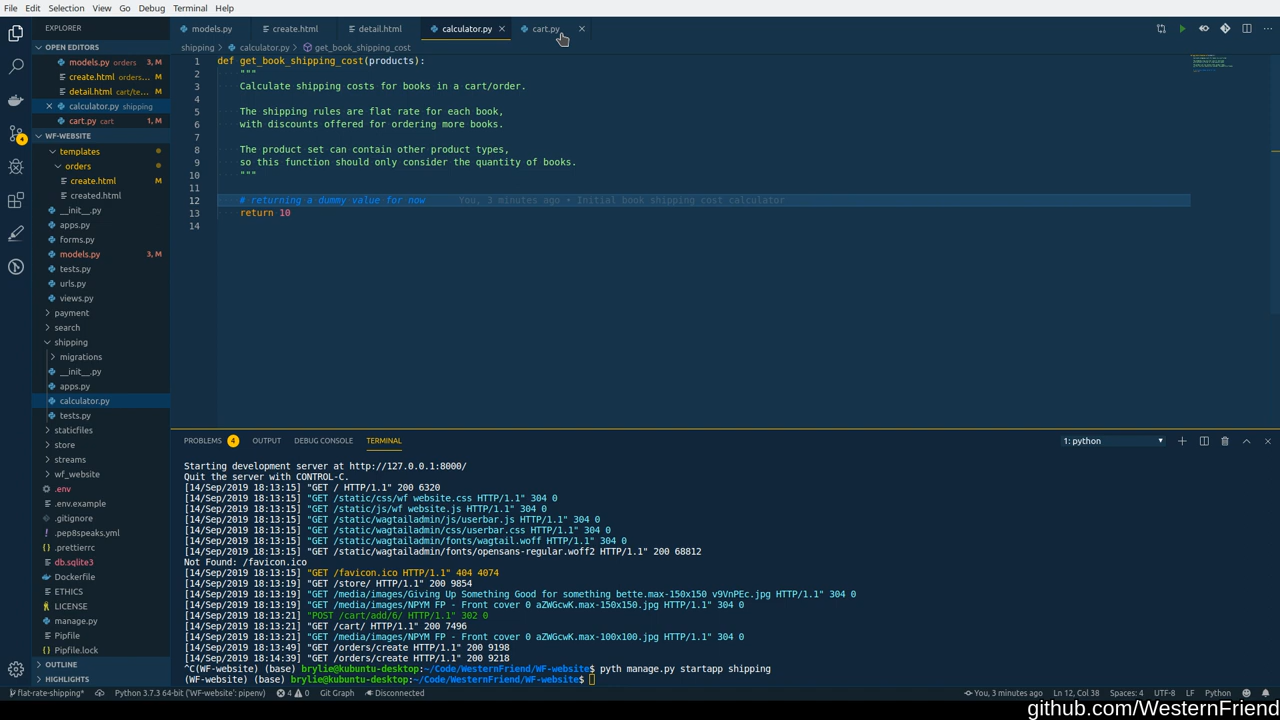 File Edit Selection View Go Debug Terminal Help
EXPLORER
OPEN EDITORS
models.py orders 3, M
create.html orders... M
detail.html cart/te... M
calculator.py shipping
cart.py cart 1, M
WF-WEBSITE
templates
orders
create.html M
created.html
__init__.py
apps.py
forms.py
models.py 3, M
tests.py
urls.py
views.py
payment
search
shipping
migrations
__init__.py
apps.py
calculator.py
tests.py
staticfiles
store
streams
wf_website
.env
.env.example
.gitignore
.pep8speaks.yml
.prettierrc
db.sqlite3
Dockerfile
ETHICS
LICENSE
manage.py
Pipfile
Pipfile.lock
OUTLINE
HIGHLIGHTS
models.py create.html detail.html calculator.py cart.py
shipping > calculator.py > get_book_shipping_cost
1 def get_book_shipping_cost(products):
2 """
3 Calculate shipping costs for books in a cart/order.
4
5 The shipping rules are flat rate for each book,
6 with discounts offered for ordering more books.
7
8 The product set can contain other product types,
9 so this function should only consider the quantity of books.
10 """
11
12 # returning a dummy value for now You, 3 minutes ago • Initial book shipping cost calculator
13 return 10
14
PROBLEMS 4 OUTPUT DEBUG CONSOLE TERMINAL 1: python
Starting development server at http://127.0.0.1:8000/
Quit the server with CONTROL-C.
[14/Sep/2019 18:13:15] "GET / HTTP/1.1" 200 6320
[14/Sep/2019 18:13:15] "GET /static/css/wf website.css HTTP/1.1" 304 0
[14/Sep/2019 18:13:15] "GET /static/js/wf website.js HTTP/1.1" 304 0
[14/Sep/2019 18:13:15] "GET /static/wagtailadmin/js/userbar.js HTTP/1.1" 304 0
[14/Sep/2019 18:13:15] "GET /static/wagtailadmin/css/userbar.css HTTP/1.1" 304 0
[14/Sep/2019 18:13:15] "GET /static/wagtailadmin/fonts/wagtail.woff HTTP/1.1" 304 0
[14/Sep/2019 18:13:15] "GET /static/wagtailadmin/fonts/opensans-regular.woff2 HTTP/1.1" 200 68812
Not Found: /favicon.ico
[14/Sep/2019 18:13:15] "GET /favicon.ico HTTP/1.1" 404 4074
[14/Sep/2019 18:13:19] "GET /store/ HTTP/1.1" 200 9854
[14/Sep/2019 18:13:19] "GET /media/images/Giving Up Something Good for something bette.max-150x150 v9VnPEc.jpg HTTP/1.1" 304 0
[14/Sep/2019 18:13:19] "GET /media/images/NPYM FP - Front cover 0 aZWGcwK.max-150x150.jpg HTTP/1.1" 304 0
[14/Sep/2019 18:13:21] "POST /cart/add/6/ HTTP/1.1" 302 0
[14/Sep/2019 18:13:21] "GET /cart/ HTTP/1.1" 200 7496
[14/Sep/2019 18:13:21] "GET /media/images/NPYM FP - Front cover 0 aZWGcwK.max-100x100.jpg HTTP/1.1" 304 0
[14/Sep/2019 18:13:49] "GET /orders/create HTTP/1.1" 200 9198
[14/Sep/2019 18:14:39] "GET /orders/create HTTP/1.1" 200 9218
^C(WF-website) (base) brylie@kubuntu-desktop:~/Code/WesternFriend/WF-website$ pyth manage.py startapp shipping
(WF-website) (base) brylie@kubuntu-desktop:~/Code/WesternFriend/WF-website$
flat-rate-shipping* Python 3.7.3 64-bit ('WF-website': pipenv) 4 0 Git Graph Disconnected You, 3 minutes ago Ln 12, Col 38 Spaces: 4 UTF-8 LF Python
github.com/WesternFriend